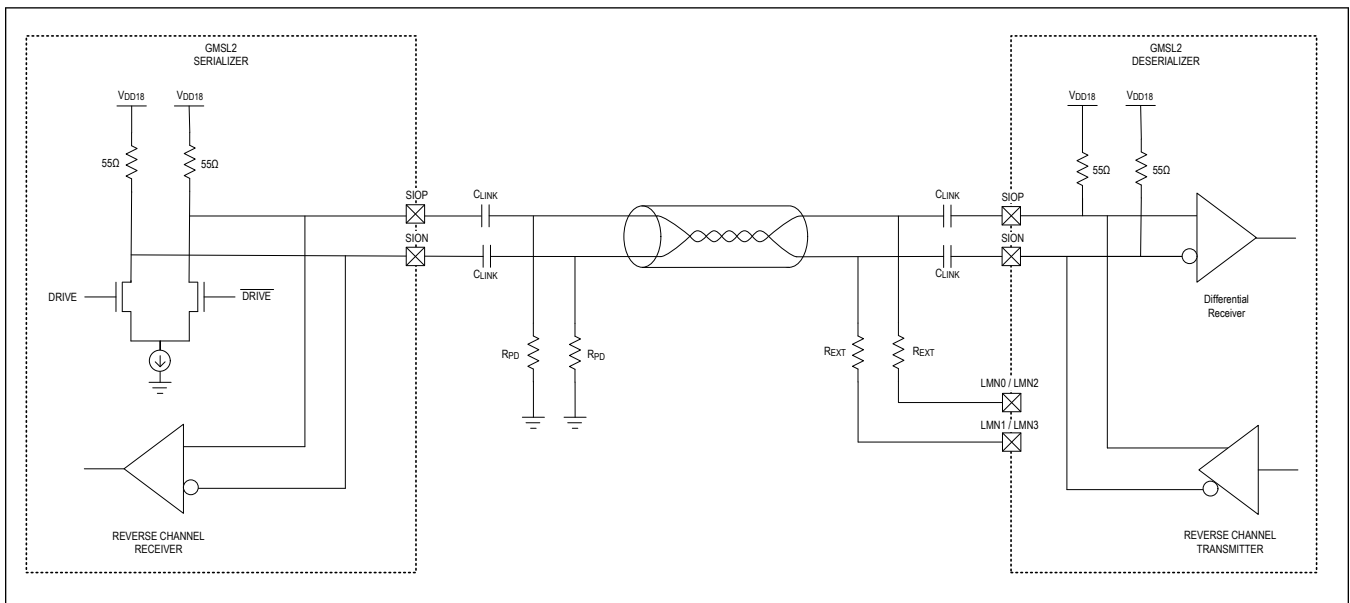 GMSL2
SERIALIZER
VDD18
VDD18
55Ω
55Ω
SIOP
SION
CLINK
CLINK
DRIVE
DRIVE
RPD
RPD
REVERSE CHANNEL
RECEIVER
GMSL2
DESERIALIZER
VDD18
VDD18
55Ω
55Ω
CLINK
CLINK
SIOP
SION
Differential
Receiver
REXT
REXT
LMN0 / LMN2
LMN1 / LMN3
REVERSE CHANNEL
TRANSMITTER